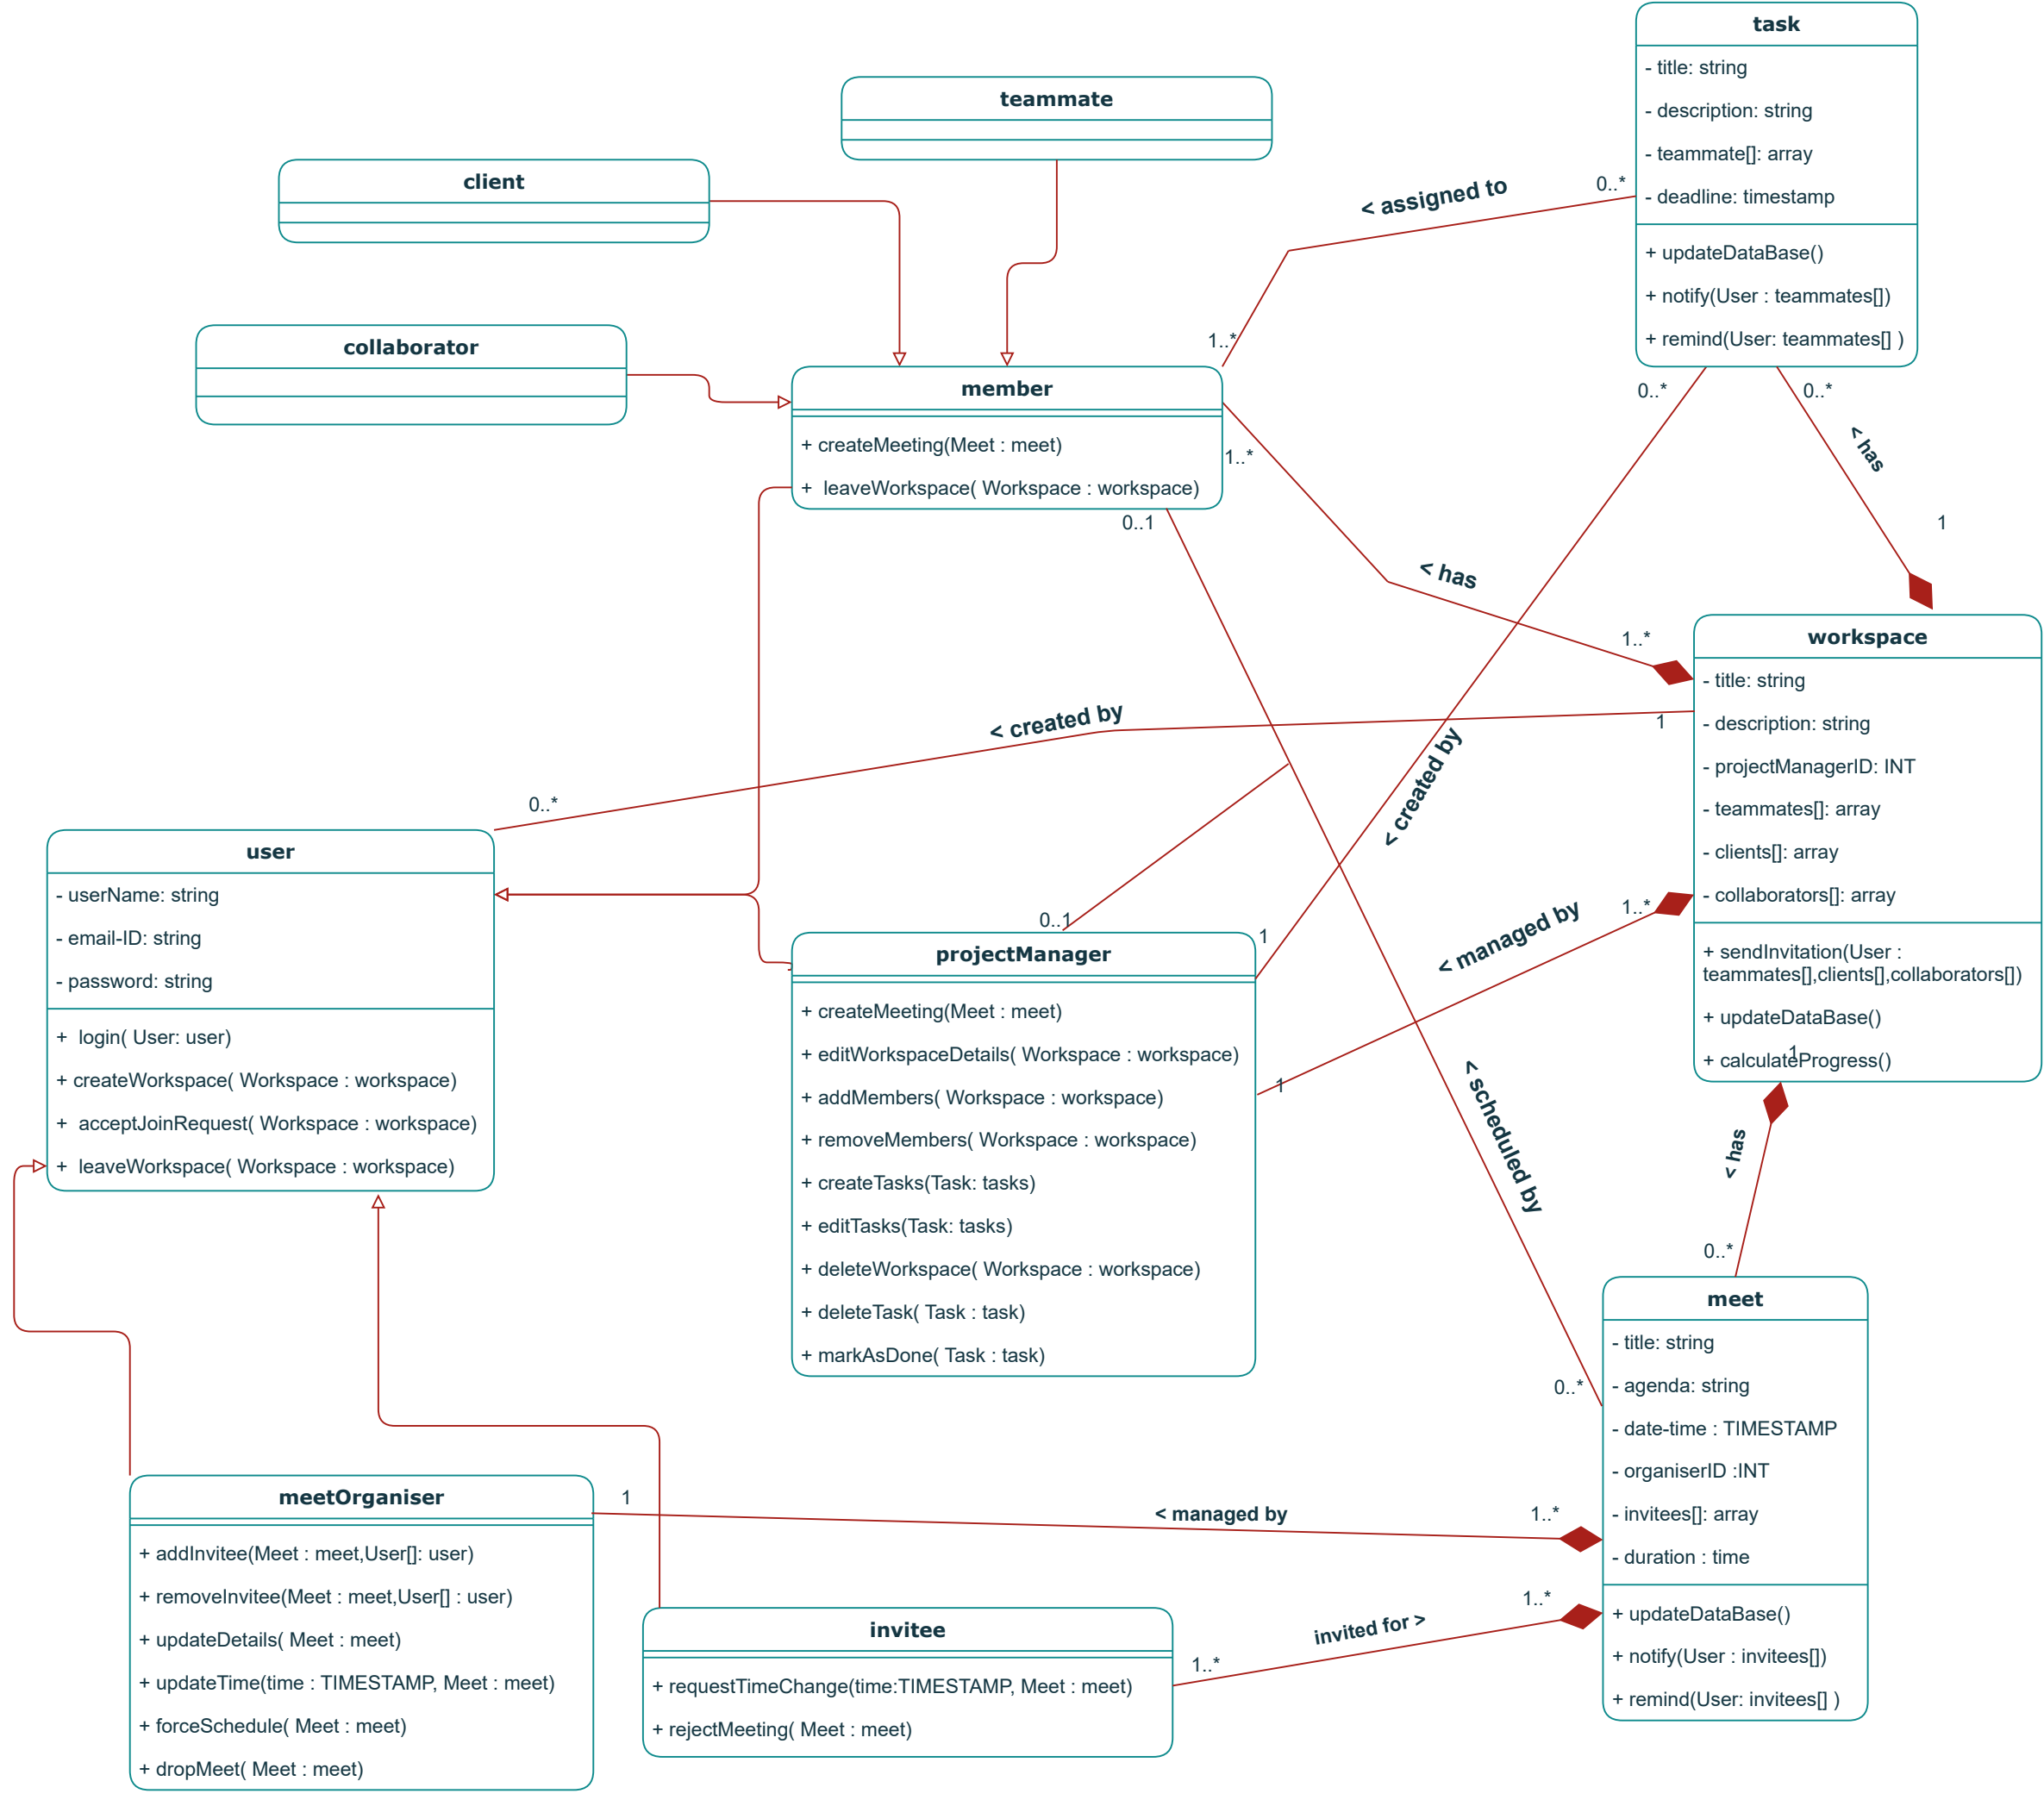 task
- title: string
- description: string
- teammate[]: array
- deadline: timestamp
+ updateDataBase()
+ notify(User : teammates[])
+ remind(User: teammates[] )
teammate
client
collaborator
< assigned to
0..*
1..*
member
+ createMeeting(Meet : meet)
+  leaveWorkspace( Workspace : workspace)
1..*
0..1
0..*
0..*
< has
1
< has
1..*
workspace
- title: string
- description: string
- projectManagerID: INT
- teammates[]: array
- clients[]: array
- collaborators[]: array
+ sendInvitation(User :
teammates[],clients[],collaborators[])
+ updateDataBase()
+ calculateProgress()
1
< created by
1
0..*
< created by
user
- userName: string
- email-ID: string
- password: string
+  login( User: user)
+ createWorkspace( Workspace : workspace)
+  acceptJoinRequest( Workspace : workspace)
+  leaveWorkspace( Workspace : workspace)
0..1
1
projectManager
+ createMeeting(Meet : meet)
+ editWorkspaceDetails( Workspace : workspace)
+ addMembers( Workspace : workspace)
+ removeMembers( Workspace : workspace)
+ createTasks(Task: tasks)
+ editTasks(Task: tasks)
+ deleteWorkspace( Workspace : workspace)
+ deleteTask( Task : task)
+ markAsDone( Task : task)
< managed by
1..*
1
< scheduled by
0..*
< has
0..*
meet
- title: string
- agenda: string
- date-time : TIMESTAMP
- organiserID :INT
- invitees[]: array
- duration : time
+ updateDataBase()
+ notify(User : invitees[])
+ remind(User: invitees[] )
meetOrganiser
+ addInvitee(Meet : meet,User[]: user)
+ removeInvitee(Meet : meet,User[] : user)
+ updateDetails( Meet : meet)
+ updateTime(time : TIMESTAMP, Meet : meet)
+ forceSchedule( Meet : meet)
+ dropMeet( Meet : meet)
1
< managed by
1..*
invitee
+ requestTimeChange(time:TIMESTAMP, Meet : meet)
+ rejectMeeting( Meet : meet)
1..*
invited for >
1..*